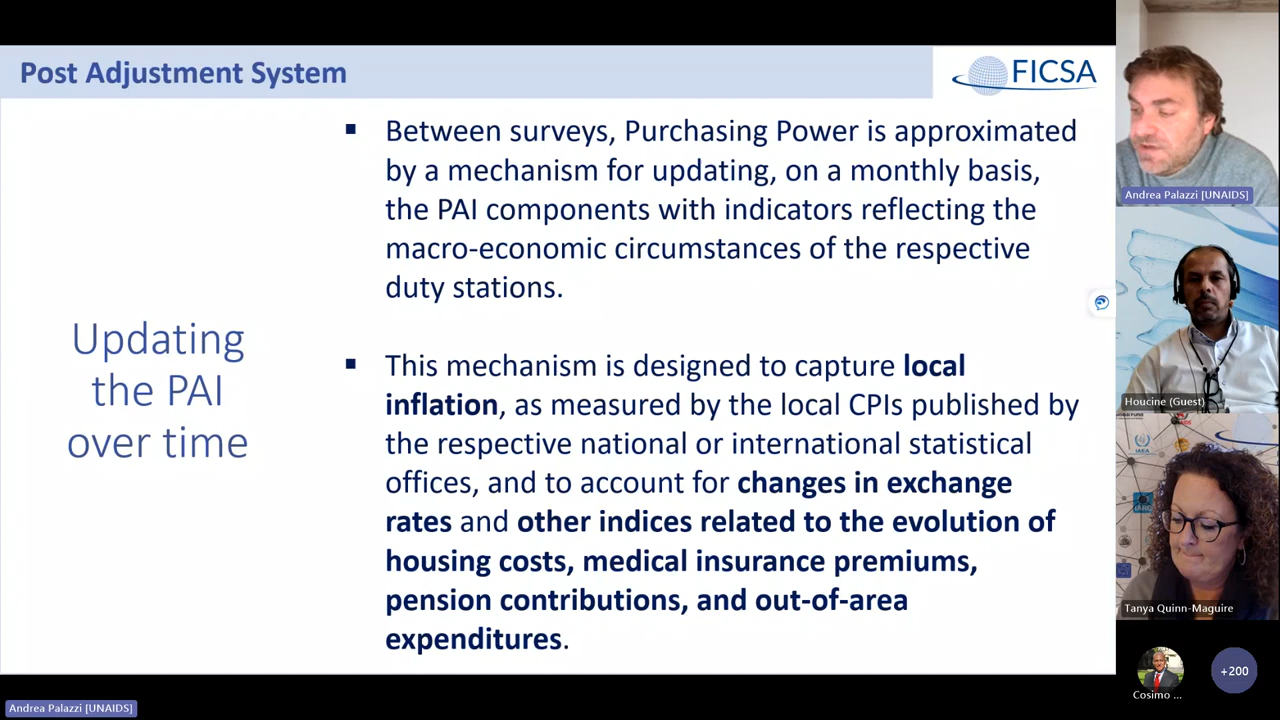 Post Adjustment System
FICSA
Updating
the PAI
over time
▪ Between surveys, Purchasing Power is approximated
by a mechanism for updating, on a monthly basis,
the PAI components with indicators reflecting the
macro-economic circumstances of the respective
duty stations.
▪ This mechanism is designed to capture local
inflation, as measured by the local CPIs published by
the respective national or international statistical
offices, and to account for changes in exchange
rates and other indices related to the evolution of
housing costs, medical insurance premiums,
pension contributions, and out-of-area
expenditures.
Andrea Palazzi [UNAIDS]
Houcine (Guest)
IAEA
Tanya Quinn-Maguire
Cosimo ...
+200
Andrea Palazzi [UNAIDS]